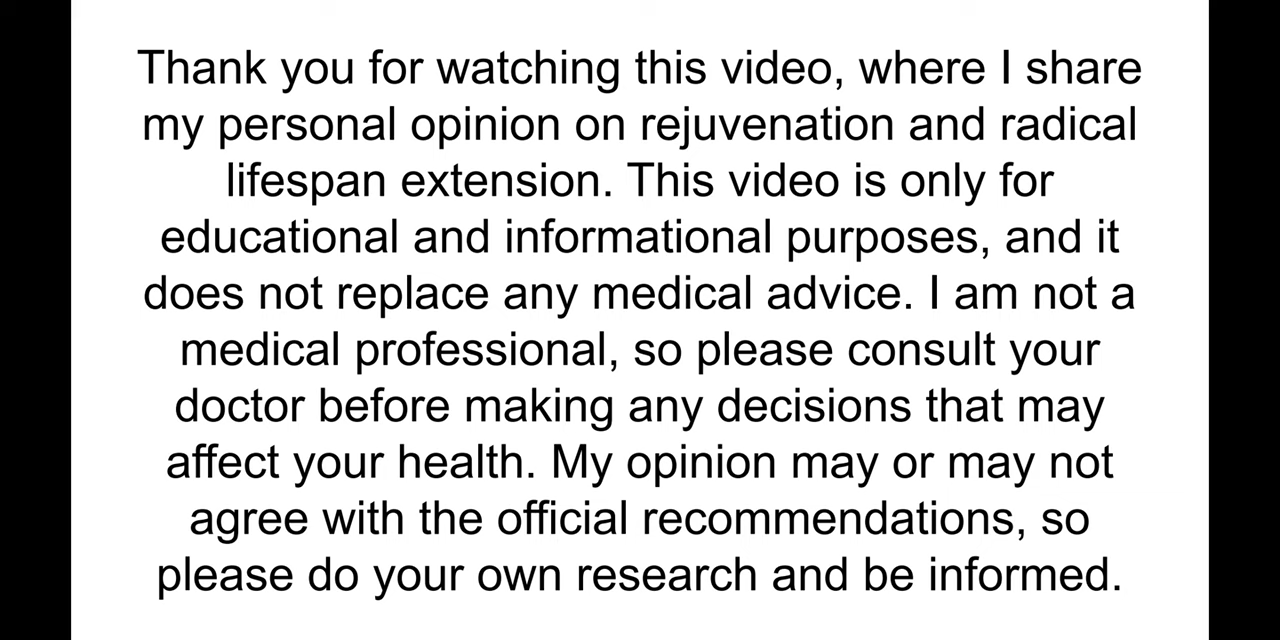 Thank you for watching this video, where I share
my personal opinion on rejuvenation and radical
lifespan extension. This video is only for
educational and informational purposes, and it
does not replace any medical advice. I am not a
medical professional, so please consult your
doctor before making any decisions that may
affect your health. My opinion may or may not
agree with the official recommendations, so
please do your own research and be informed.